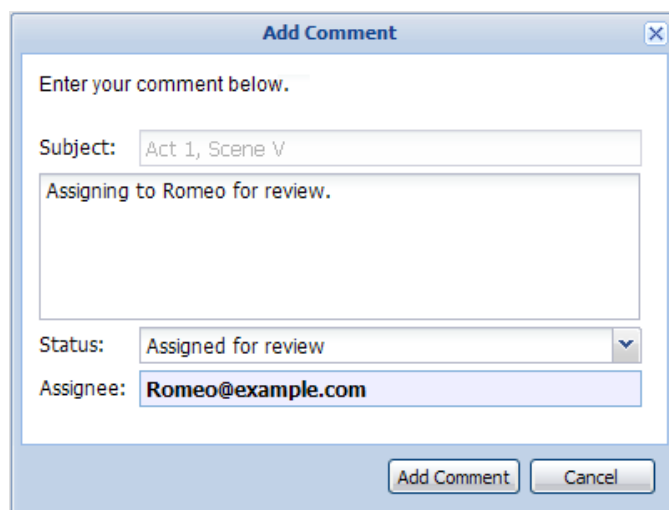 Add Comment
Enter your comment below.
Subject: Act 1, Scene V
Assigning to Romeo for review.
Status: Assigned for review
Assignee: Romeo@example.com
Add Comment Cancel